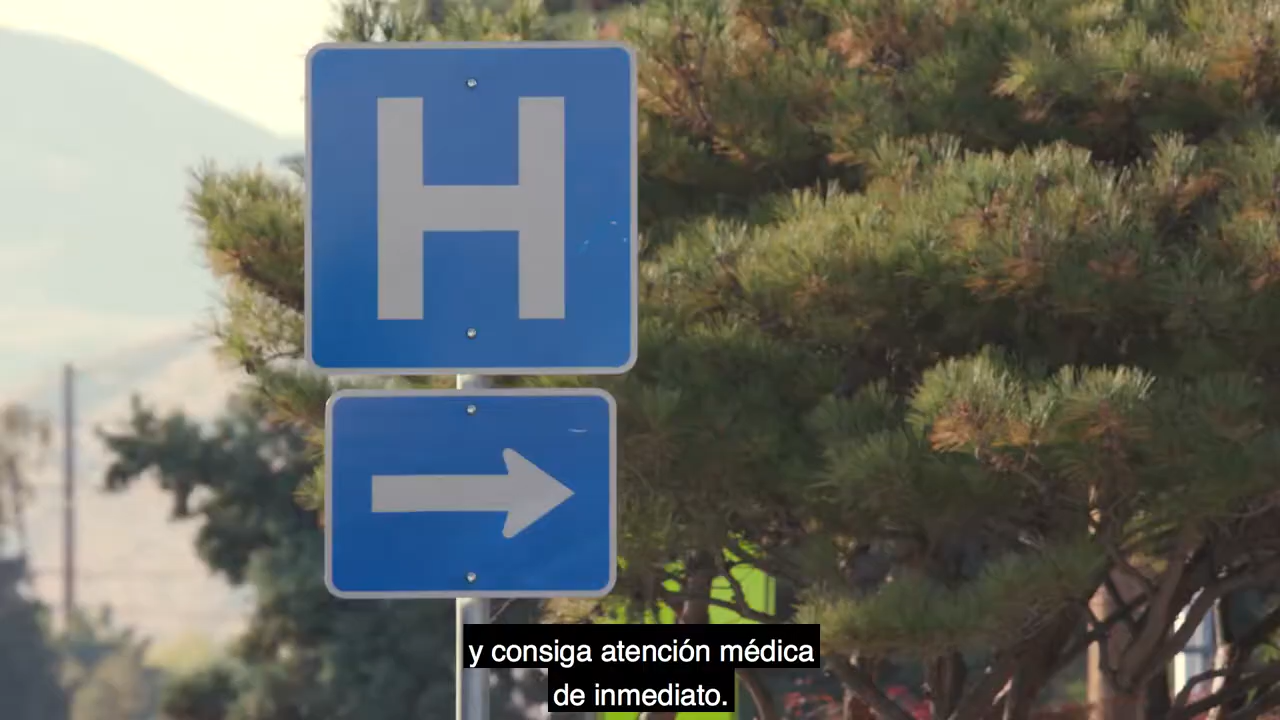 H
y consiga atención médica
de inmediato.